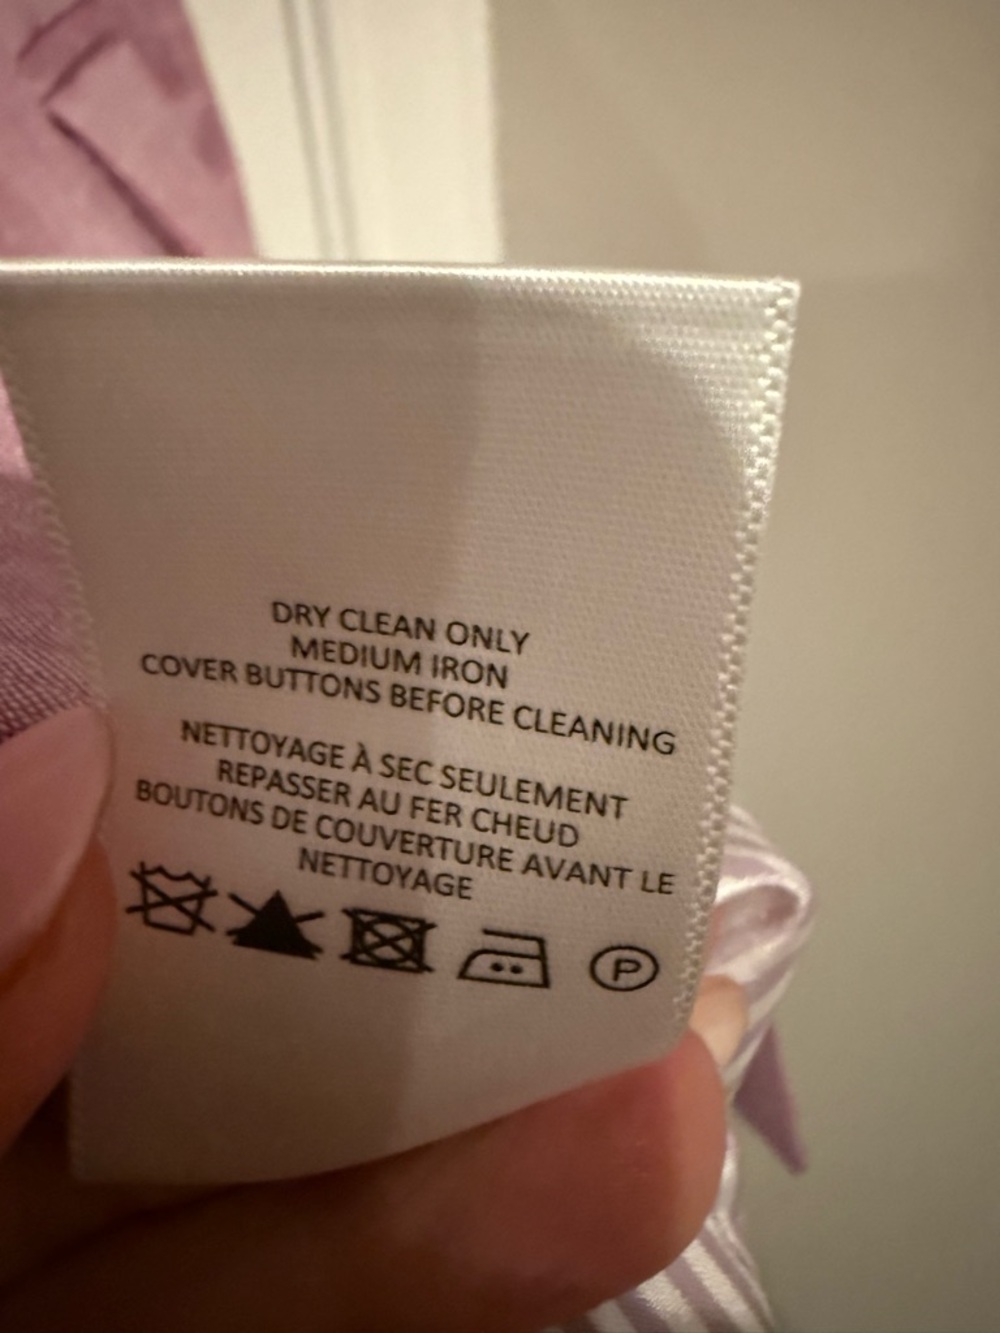 DRY CLEAN ONLY
MEDIUM IRON
COVER BUTTONS BEFORE CLEANING
NETTOYAGE À SEC SEULEMENT
REPASSER AU FER CHEUD
BOUTONS DE COUVERTURE AVANT LE
NETTOYAGE
P